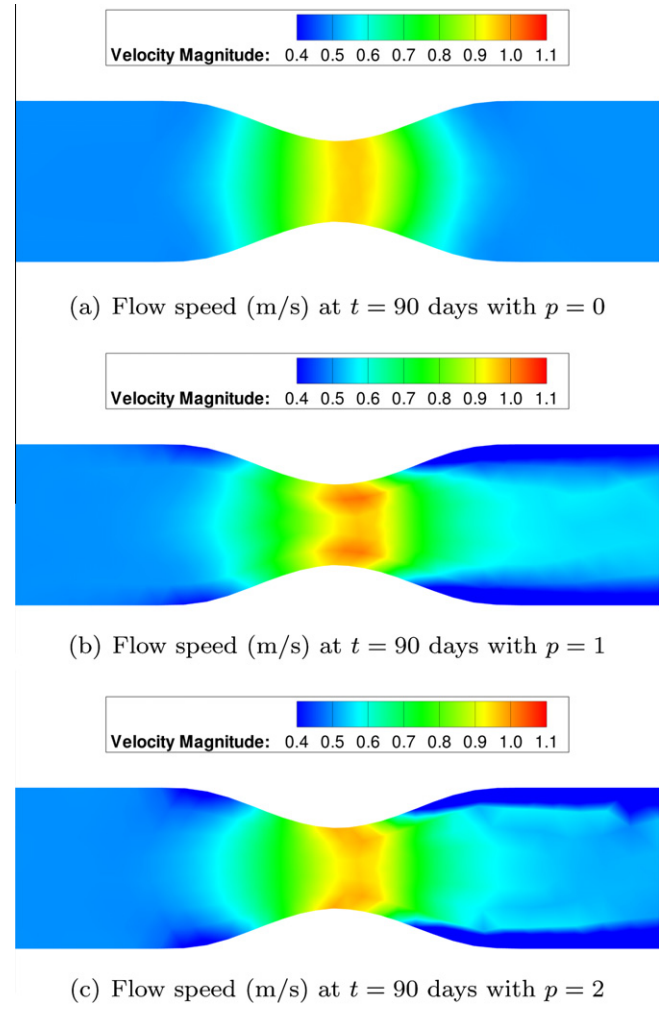 Velocity Magnitude: 0.4 0.5 0.6 0.7 0.8 0.9 1.0 1.1
(a) Flow speed (m/s) at t = 90 days with p = 0
Velocity Magnitude: 0.4 0.5 0.6 0.7 0.8 0.9 1.0 1.1
(b) Flow speed (m/s) at t = 90 days with p = 1
Velocity Magnitude: 0.4 0.5 0.6 0.7 0.8 0.9 1.0 1.1
(c) Flow speed (m/s) at t = 90 days with p = 2